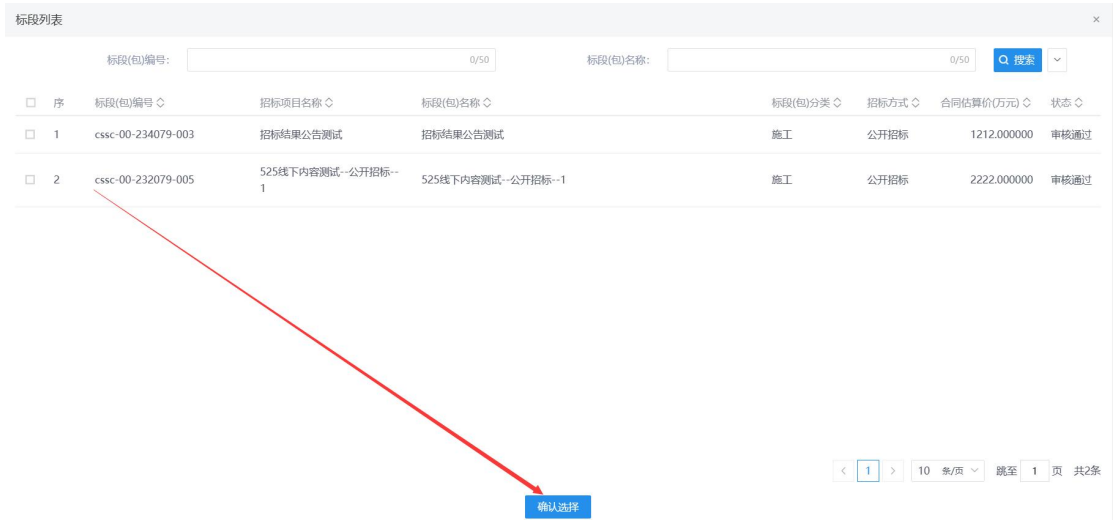 标段列表 ×
标段(包)编号: 0/50 标段(包)名称: 0/50 搜索
序 标段(包)编号 招标项目名称 标段(包)名称 标段(包)分类 招标方式 合同估算价(万元) 状态
1 cssc-00-234079-003 招标结果公告测试 招标结果公告测试 施工 公开招标 1212.000000 审核通过
2 cssc-00-232079-005 525线下内容测试--公开招标-- 525线下内容测试--公开招标--1 施工 公开招标 2222.000000 审核通过
1
< 1 > 10 条/页 跳至 1 页 共2条
确认选择